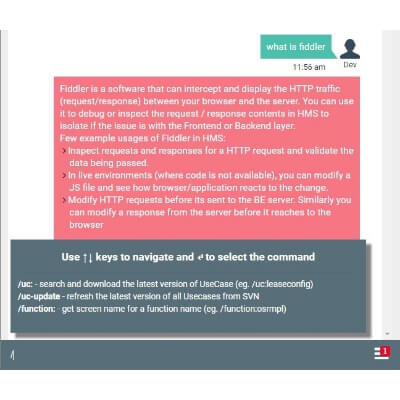 what is fiddler
11:56 am
Dev
Fiddler is a software that can intercept and display the HTTP traffic
(request/response) between your browser and the server. You can use
it to debug or inspect the request / response contents in HMS to
isolate if the issue is with the Frontend or Backend layer.
Few example usages of Fiddler in HMS:
Inspect requests and responses for a HTTP request and validate the
data being passed.
In live environments (where code is not available), you can modify a
JS file and see how browser/application reacts to the change.
Modify HTTP requests before its sent to the BE server. Similarly you
can modify a response from the server before it reaches to the
browser
Use ↑↓ keys to navigate and ↵ to select the command
/uc: - search and download the latest version of UseCase (eg. /uc:leaseconfig)
/uc-update - refresh the latest version of all Usecases from SVN
/function: - get screen name for a function name (eg. /function:osrmpf)
/
1